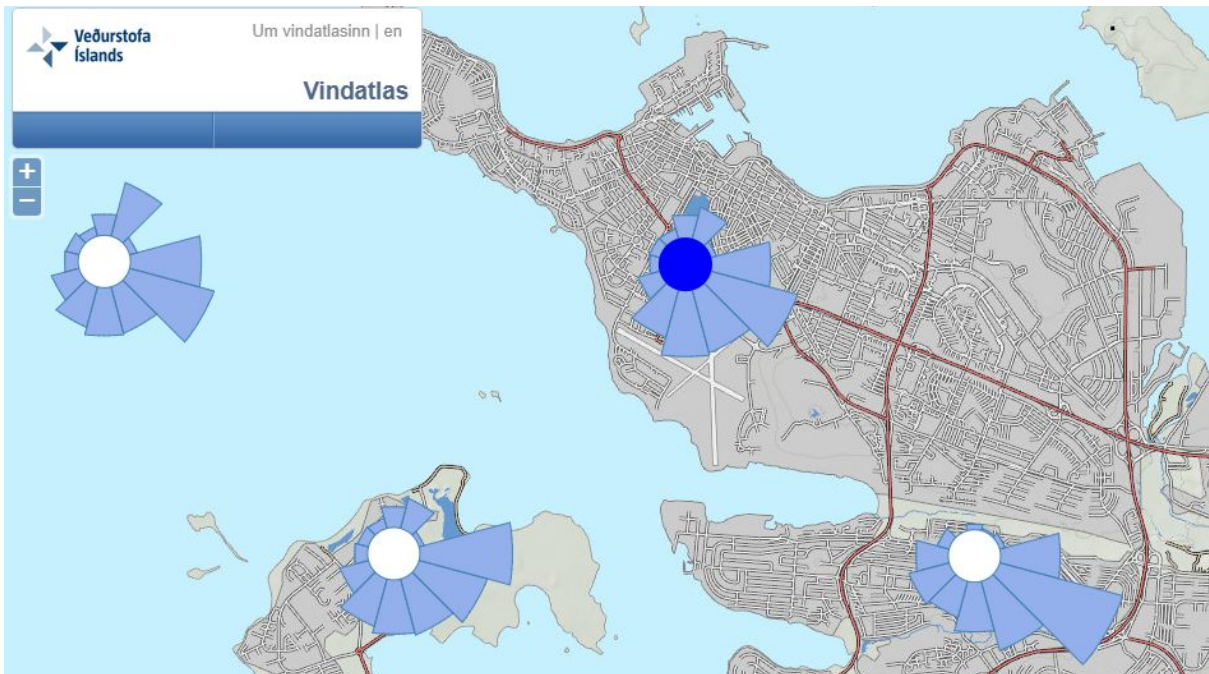 Veðurstofa
Íslands
Um vindatlasinn | en
Vindatlas
+
−